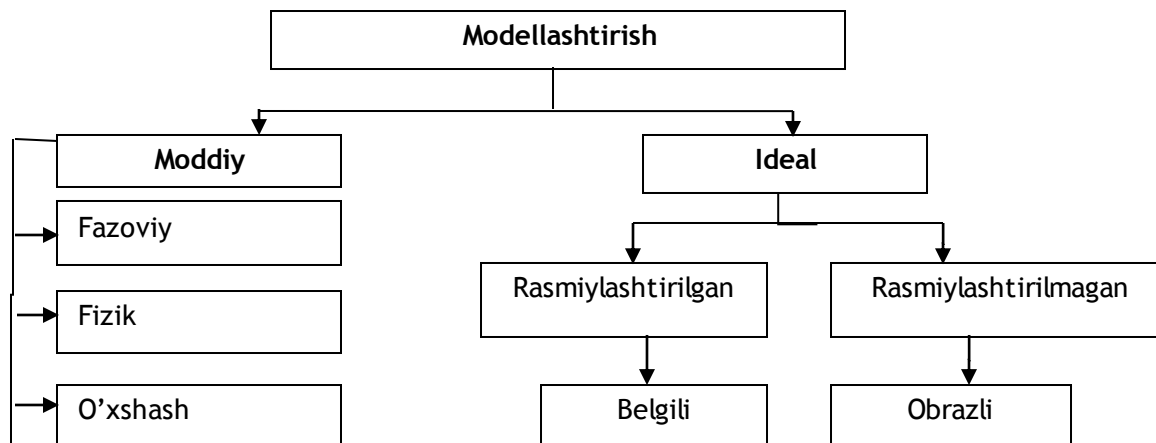 Modellashtirish
Moddiy
Ideal
Fazoviy
Rasmiylashtirilgan
Rasmiylashtirilmagan
Fizik
O’xshash
Belgili
Obrazli